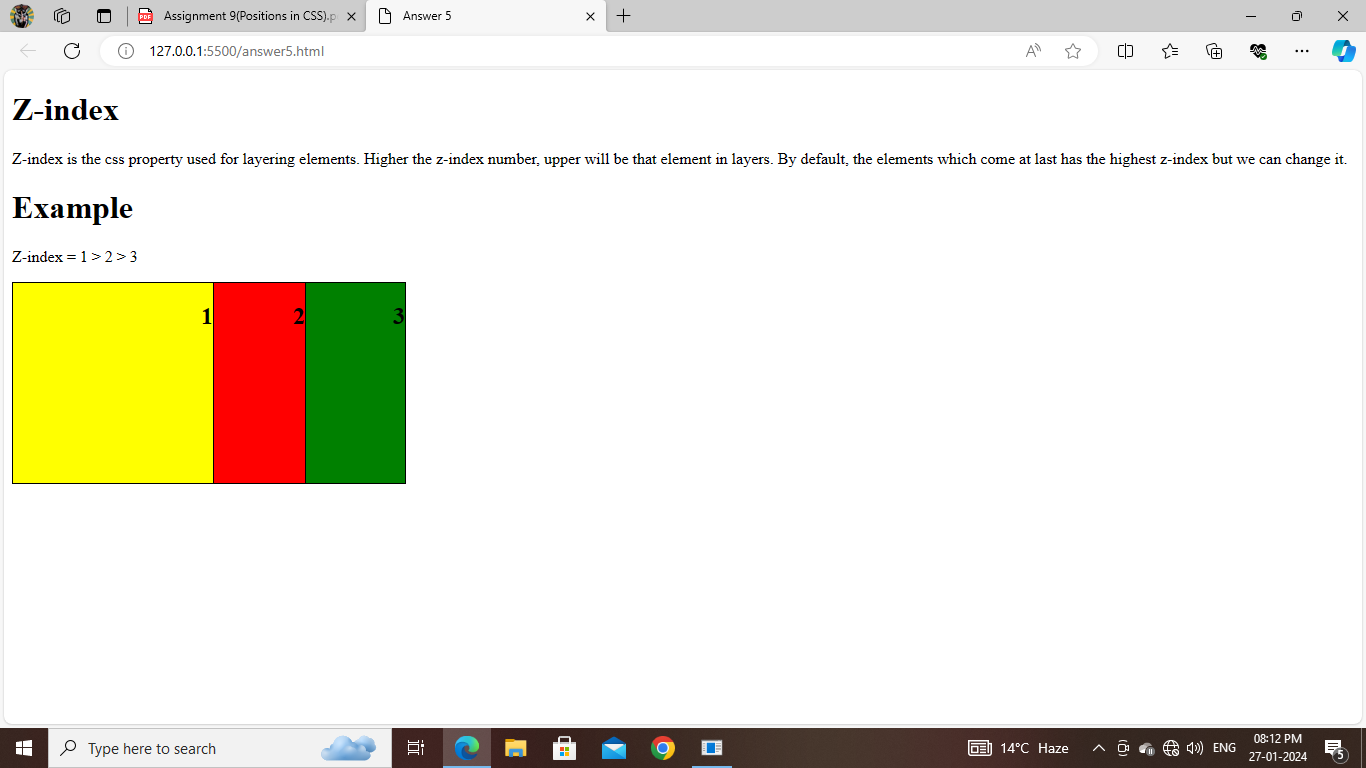 Assignment 9(Positions in CSS).p
Answer 5
127.0.0.1:5500/answer5.html
Z-index
Z-index is the css property used for layering elements. Higher the z-index number, upper will be that element in layers. By default, the elements which come at last has the highest z-index but we can change it.
Example
Z-index = 1 > 2 > 3
1 2 3
Type here to search
14°C Haze
ENG
08:12 PM
27-01-2024
5